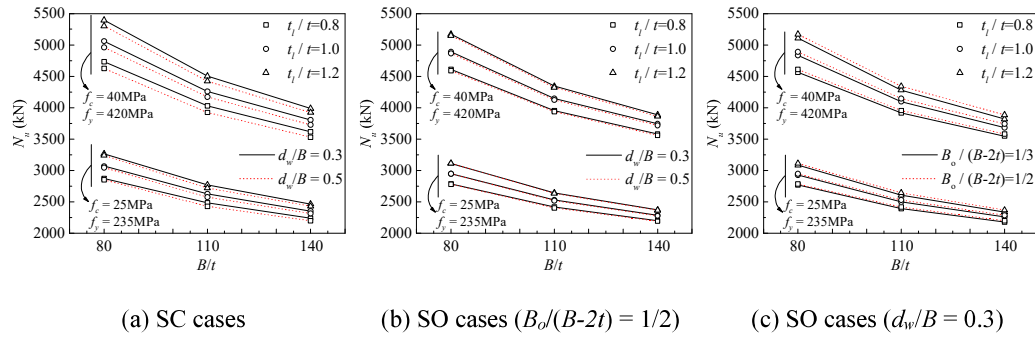 5500
5000
4500
4000
3500
3000
2500
2000
N_u (kN)
t_l / t=0.8
t_l / t=1.0
t_l / t=1.2
f_c = 40MPa
f_y = 420MPa
d_w/B = 0.3
d_w/B = 0.5
f_c = 25MPa
f_y = 235MPa
80 110 140
B/t
(a) SC cases
5500
5000
4500
4000
3500
3000
2500
2000
N_u (kN)
t_l / t=0.8
t_l / t=1.0
t_l / t=1.2
f_c = 40MPa
f_y = 420MPa
d_w/B = 0.3
d_w/B = 0.5
f_c = 25MPa
f_y = 235MPa
80 110 140
B/t
(b) SO cases (B_o/(B-2t) = 1/2)
5500
5000
4500
4000
3500
3000
2500
2000
N_u (kN)
t_l / t=0.8
t_l / t=1.0
t_l / t=1.2
f_c = 40MPa
f_y = 420MPa
B_o / (B-2t)=1/3
B_o / (B-2t)=1/2
f_c = 25MPa
f_y = 235MPa
80 110 140
B/t
(c) SO cases (d_w/B = 0.3)